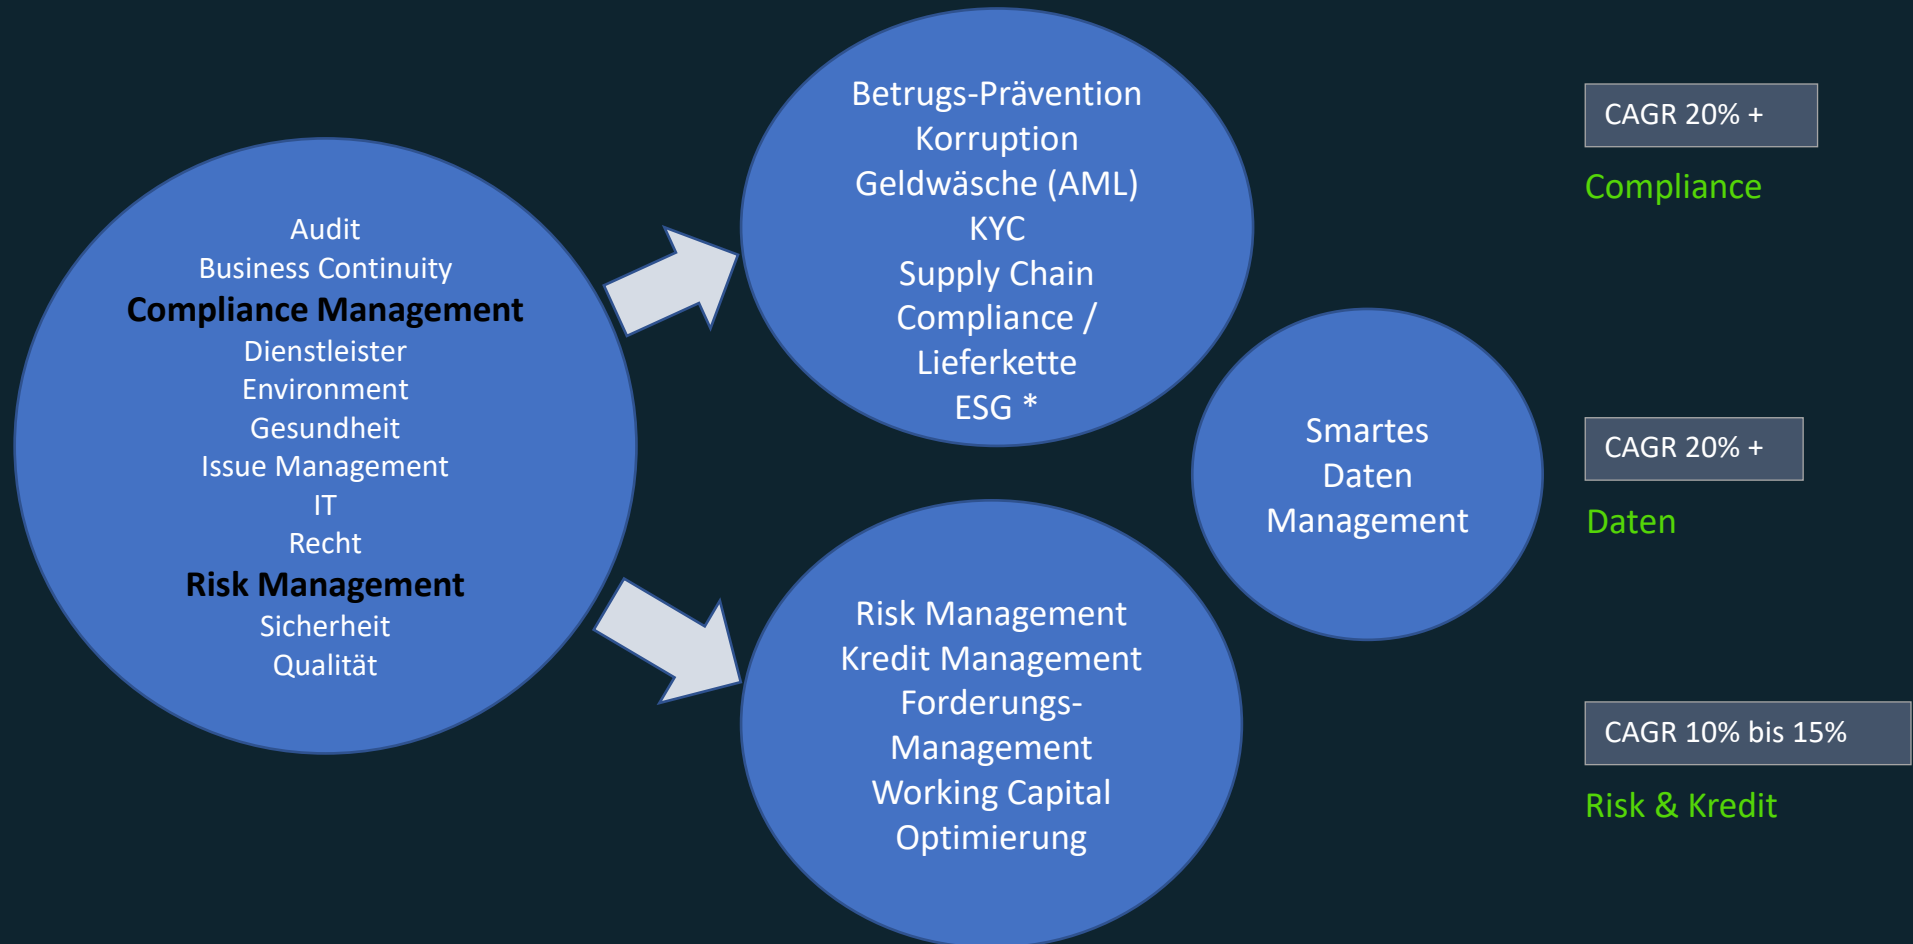 Audit
Business Continuity
Compliance Management
Dienstleister
Environment
Gesundheit
Issue Management
IT
Recht
Risk Management
Sicherheit
Qualität
Betrugs-Prävention
Korruption
Geldwäsche (AML)
KYC
Supply Chain
Compliance /
Lieferkette
ESG *
Risk Management
Kredit Management
Forderungs-
Management
Working Capital
Optimierung
Smartes
Daten
Management
CAGR 20% +
Compliance
CAGR 20% +
Daten
CAGR 10% bis 15%
Risk & Kredit